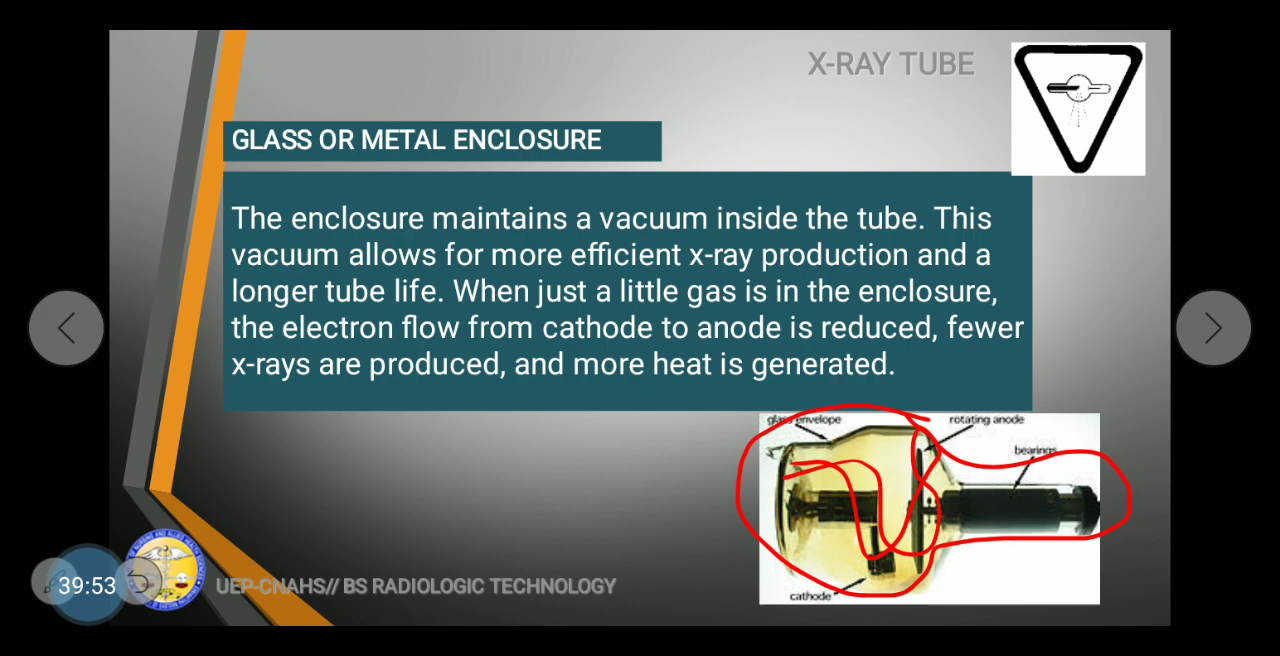 X-RAY TUBE
GLASS OR METAL ENCLOSURE
The enclosure maintains a vacuum inside the tube. This
vacuum allows for more efficient x-ray production and a
longer tube life. When just a little gas is in the enclosure,
the electron flow from cathode to anode is reduced, fewer
x-rays are produced, and more heat is generated.
glass envelope
rotating anode
bearings
cathode
39:53
UEP-CNAHS// BS RADIOLOGIC TECHNOLOGY